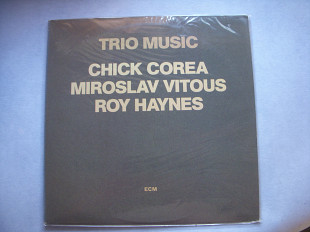 TRIO MUSIC
CHICK COREA
MIROSLAV VITOUS
ROY HAYNES
ECM